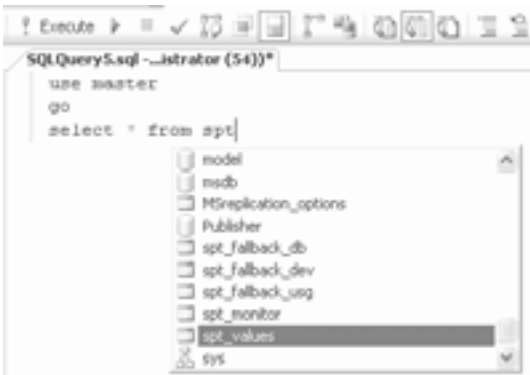 Execute
SQLQuery5.sql -...istrator (54))*
use master
go
select * from spt
model
msdb
MSreplication_options
Publisher
spt_fallback_db
spt_fallback_dev
spt_fallback_usg
spt_monitor
spt_values
sys